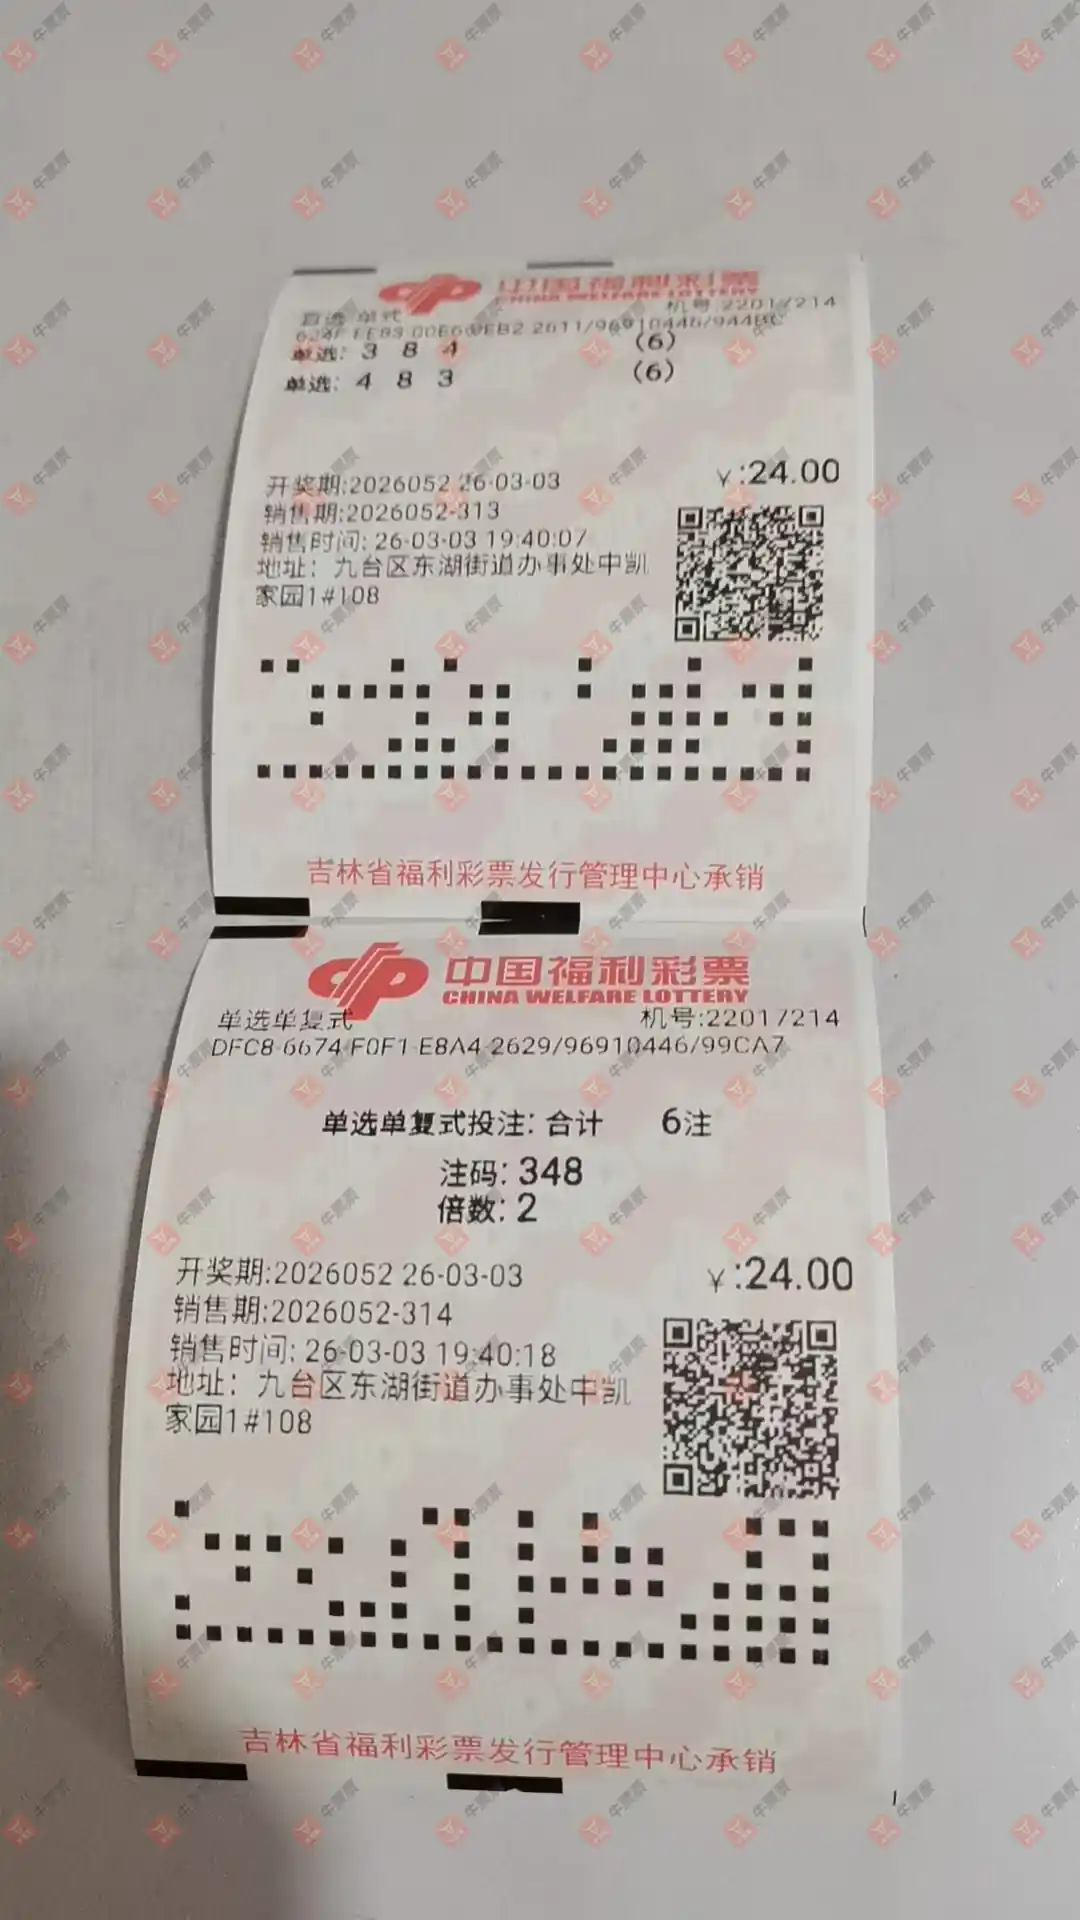 中国福利彩票
CHINA WELFARE LOTTERY
直选 单式 机号:22017214
2611/96910446/944BC
单选: 3 8 4 (6)
单选: 4 8 3 (6)
开奖期:2026052 26-03-03 ¥:24.00
销售期:2026052-313
销售时间: 26-03-03 19:40:07
地址: 九台区东湖街道办事处中凯
家园1#108
吉林省福利彩票发行管理中心承销
中国福利彩票
CHINA WELFARE LOTTERY
单选单复式 机号:22017214
DFC8-6674-F0F1-E8A4-2629/96910446/99CA7
单选单复式投注: 合计 6注
注码: 348
倍数: 2
开奖期:2026052 26-03-03 ¥:24.00
销售期:2026052-314
销售时间: 26-03-03 19:40:18
地址: 九台区东湖街道办事处中凯
家园1#108
吉林省福利彩票发行管理中心承销
牛票票